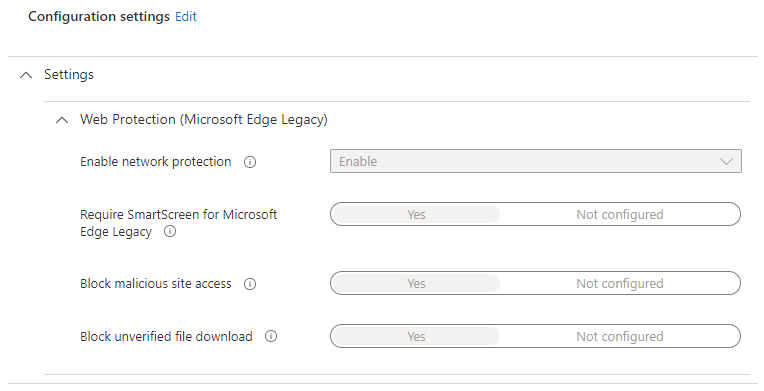 Configuration settings Edit
Settings
Web Protection (Microsoft Edge Legacy)
Enable network protection Enable
Require SmartScreen for Microsoft
Edge Legacy
Yes Not configured
Block malicious site access Yes Not configured
Block unverified file download Yes Not configured